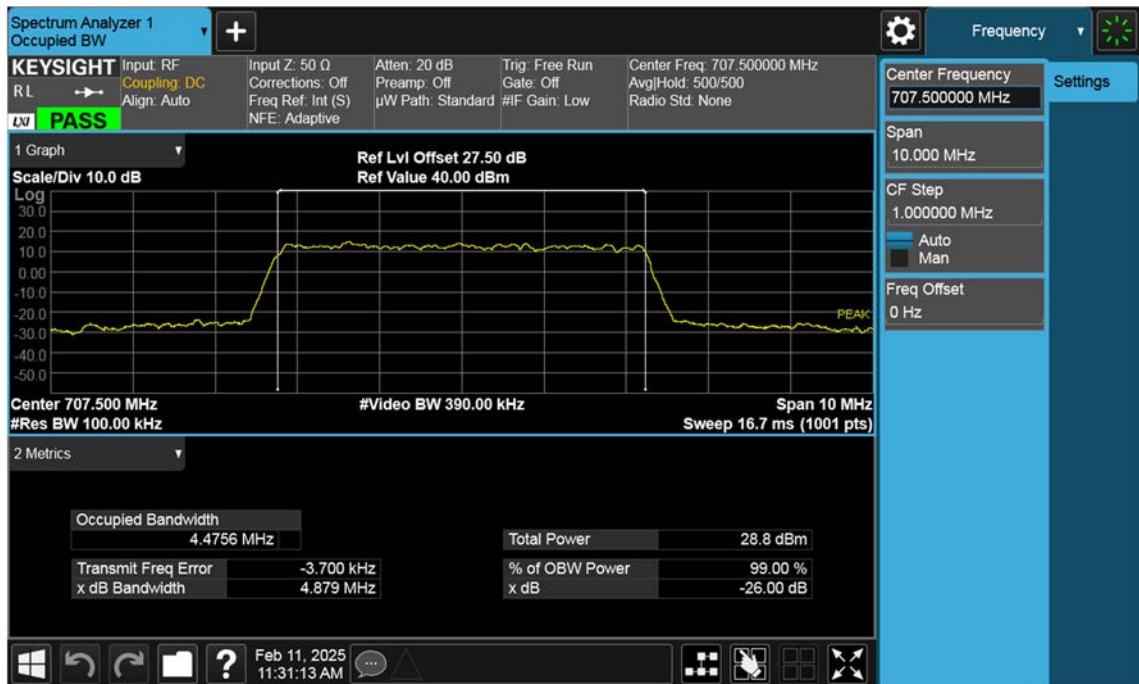 Spectrum Analyzer 1
Occupied BW
+
Frequency
KEYSIGHT
RL
LXI
PASS
Input: RF
Coupling: DC
Align: Auto
Input Z: 50 Ω
Corrections: Off
Freq Ref: Int (S)
NFE: Adaptive
Atten: 20 dB
Preamp: Off
µW Path: Standard
Trig: Free Run
Gate: Off
#IF Gain: Low
Center Freq: 707.500000 MHz
Avg|Hold: 500/500
Radio Std: None
Center Frequency
707.500000 MHz
Settings
Span
10.000 MHz
CF Step
1.000000 MHz
Auto
Man
Freq Offset
0 Hz
1 Graph
Scale/Div 10.0 dB
Ref Lvl Offset 27.50 dB
Ref Value 40.00 dBm
Log
30.0
20.0
10.0
0.00
-10.0
-20.0
-30.0
-40.0
-50.0
PEAK
Center 707.500 MHz
#Video BW 390.00 kHz
Span 10 MHz
#Res BW 100.00 kHz
Sweep 16.7 ms (1001 pts)
2 Metrics
Occupied Bandwidth
4.4756 MHz
Total Power 28.8 dBm
Transmit Freq Error -3.700 kHz
% of OBW Power 99.00 %
x dB Bandwidth 4.879 MHz
x dB -26.00 dB
?
Feb 11, 2025
11:31:13 AM